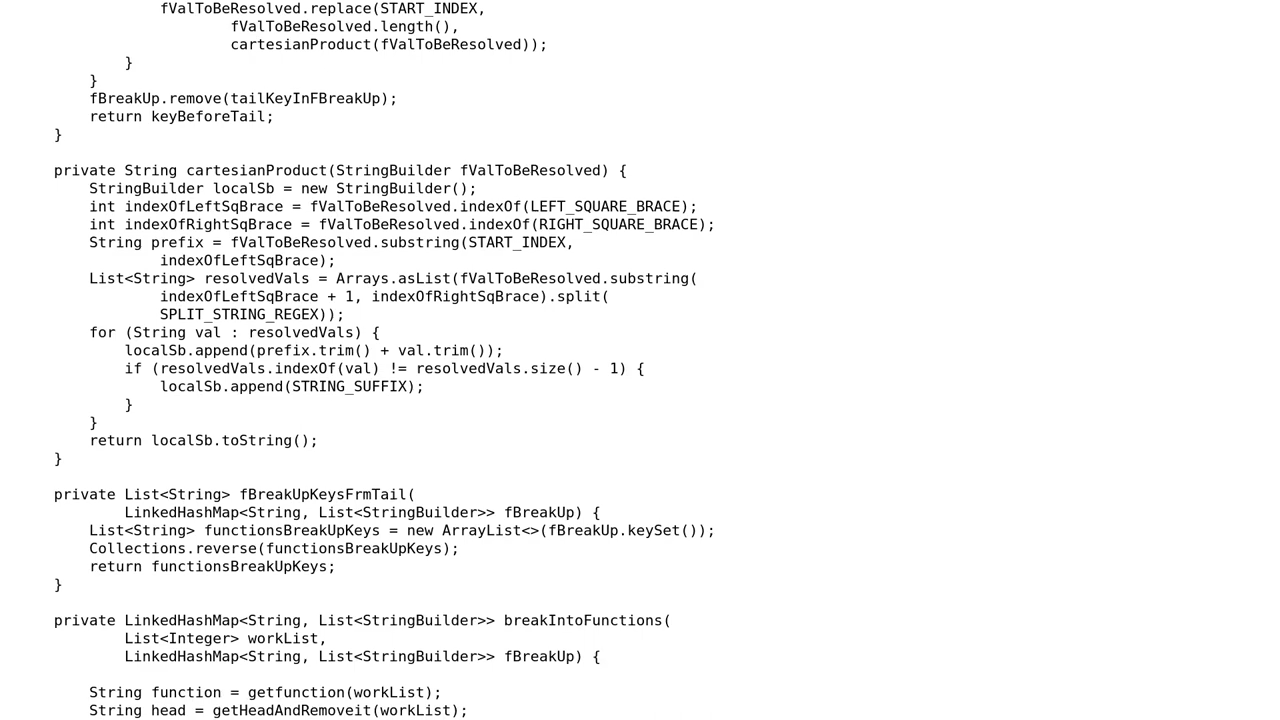 fValToBeResolved.replace(START_INDEX,
fValToBeResolved.length(),
cartesianProduct(fValToBeResolved));
}
}
fBreakUp.remove(tailKeyInFBreakUp);
return keyBeforeTail;
}
private String cartesianProduct(StringBuilder fValToBeResolved) {
StringBuilder localSb = new StringBuilder();
int indexOfLeftSqBrace = fValToBeResolved.indexOf(LEFT_SQUARE_BRACE);
int indexOfRightSqBrace = fValToBeResolved.indexOf(RIGHT_SQUARE_BRACE);
String prefix = fValToBeResolved.substring(START_INDEX,
indexOfLeftSqBrace);
List<String> resolvedVals = Arrays.asList(fValToBeResolved.substring(
indexOfLeftSqBrace + 1, indexOfRightSqBrace).split(
SPLIT_STRING_REGEX));
for (String val : resolvedVals) {
localSb.append(prefix.trim() + val.trim());
if (resolvedVals.indexOf(val) != resolvedVals.size() - 1) {
localSb.append(STRING_SUFFIX);
}
}
return localSb.toString();
}
private List<String> fBreakUpKeysFrmTail(
LinkedHashMap<String, List<StringBuilder>> fBreakUp) {
List<String> functionsBreakUpKeys = new ArrayList<>(fBreakUp.keySet());
Collections.reverse(functionsBreakUpKeys);
return functionsBreakUpKeys;
}
private LinkedHashMap<String, List<StringBuilder>> breakIntoFunctions(
List<Integer> workList,
LinkedHashMap<String, List<StringBuilder>> fBreakUp) {
String function = getfunction(workList);
String head = getHeadAndRemoveit(workList);